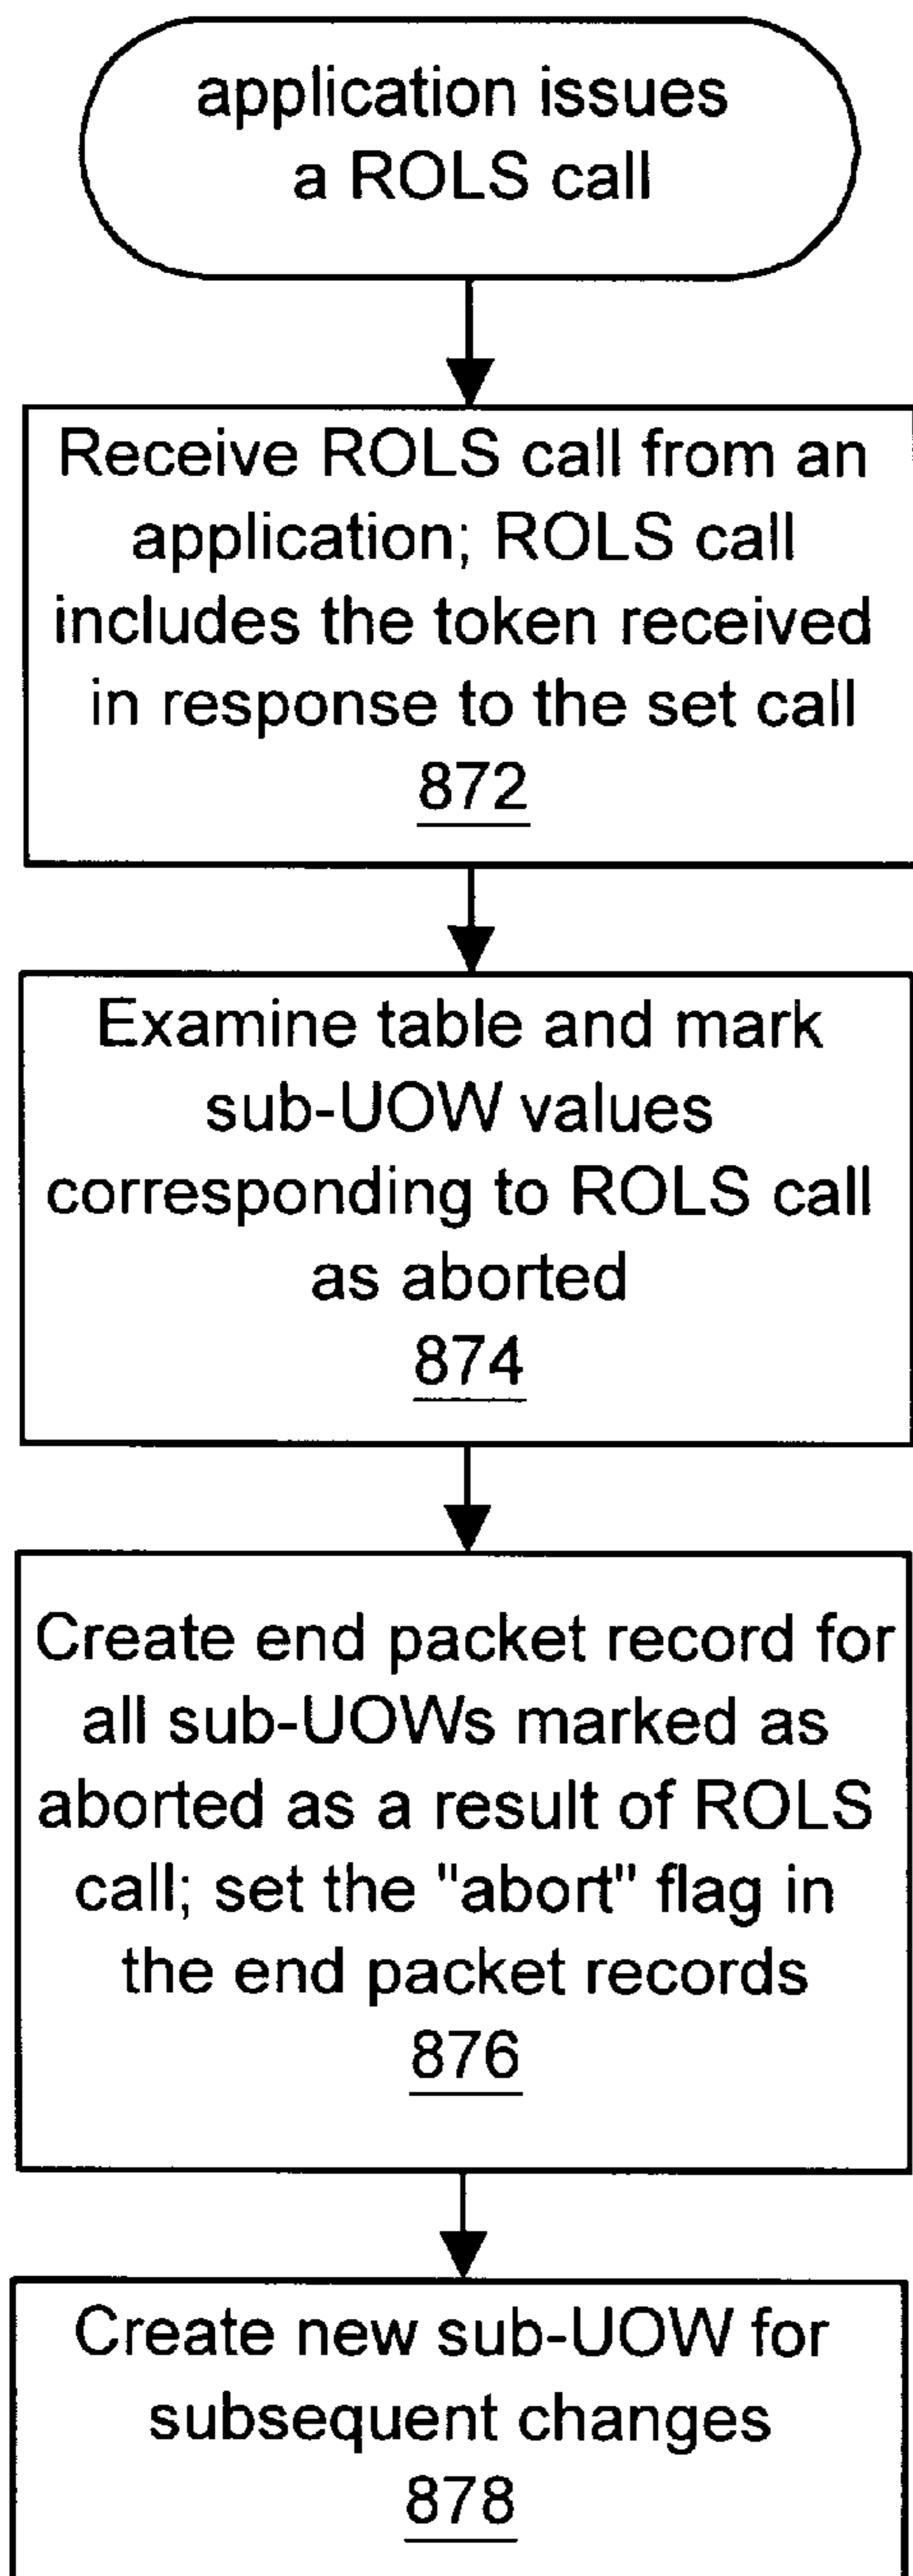 application issues
a ROLS call
Receive ROLS call from an
application; ROLS call
includes the token received
in response to the set call
872
Examine table and mark
sub-UOW values
corresponding to ROLS call
as aborted
874
Create end packet record for
all sub-UOWs marked as
aborted as a result of ROLS
call; set the "abort" flag in
the end packet records
876
Create new sub-UOW for
subsequent changes
878